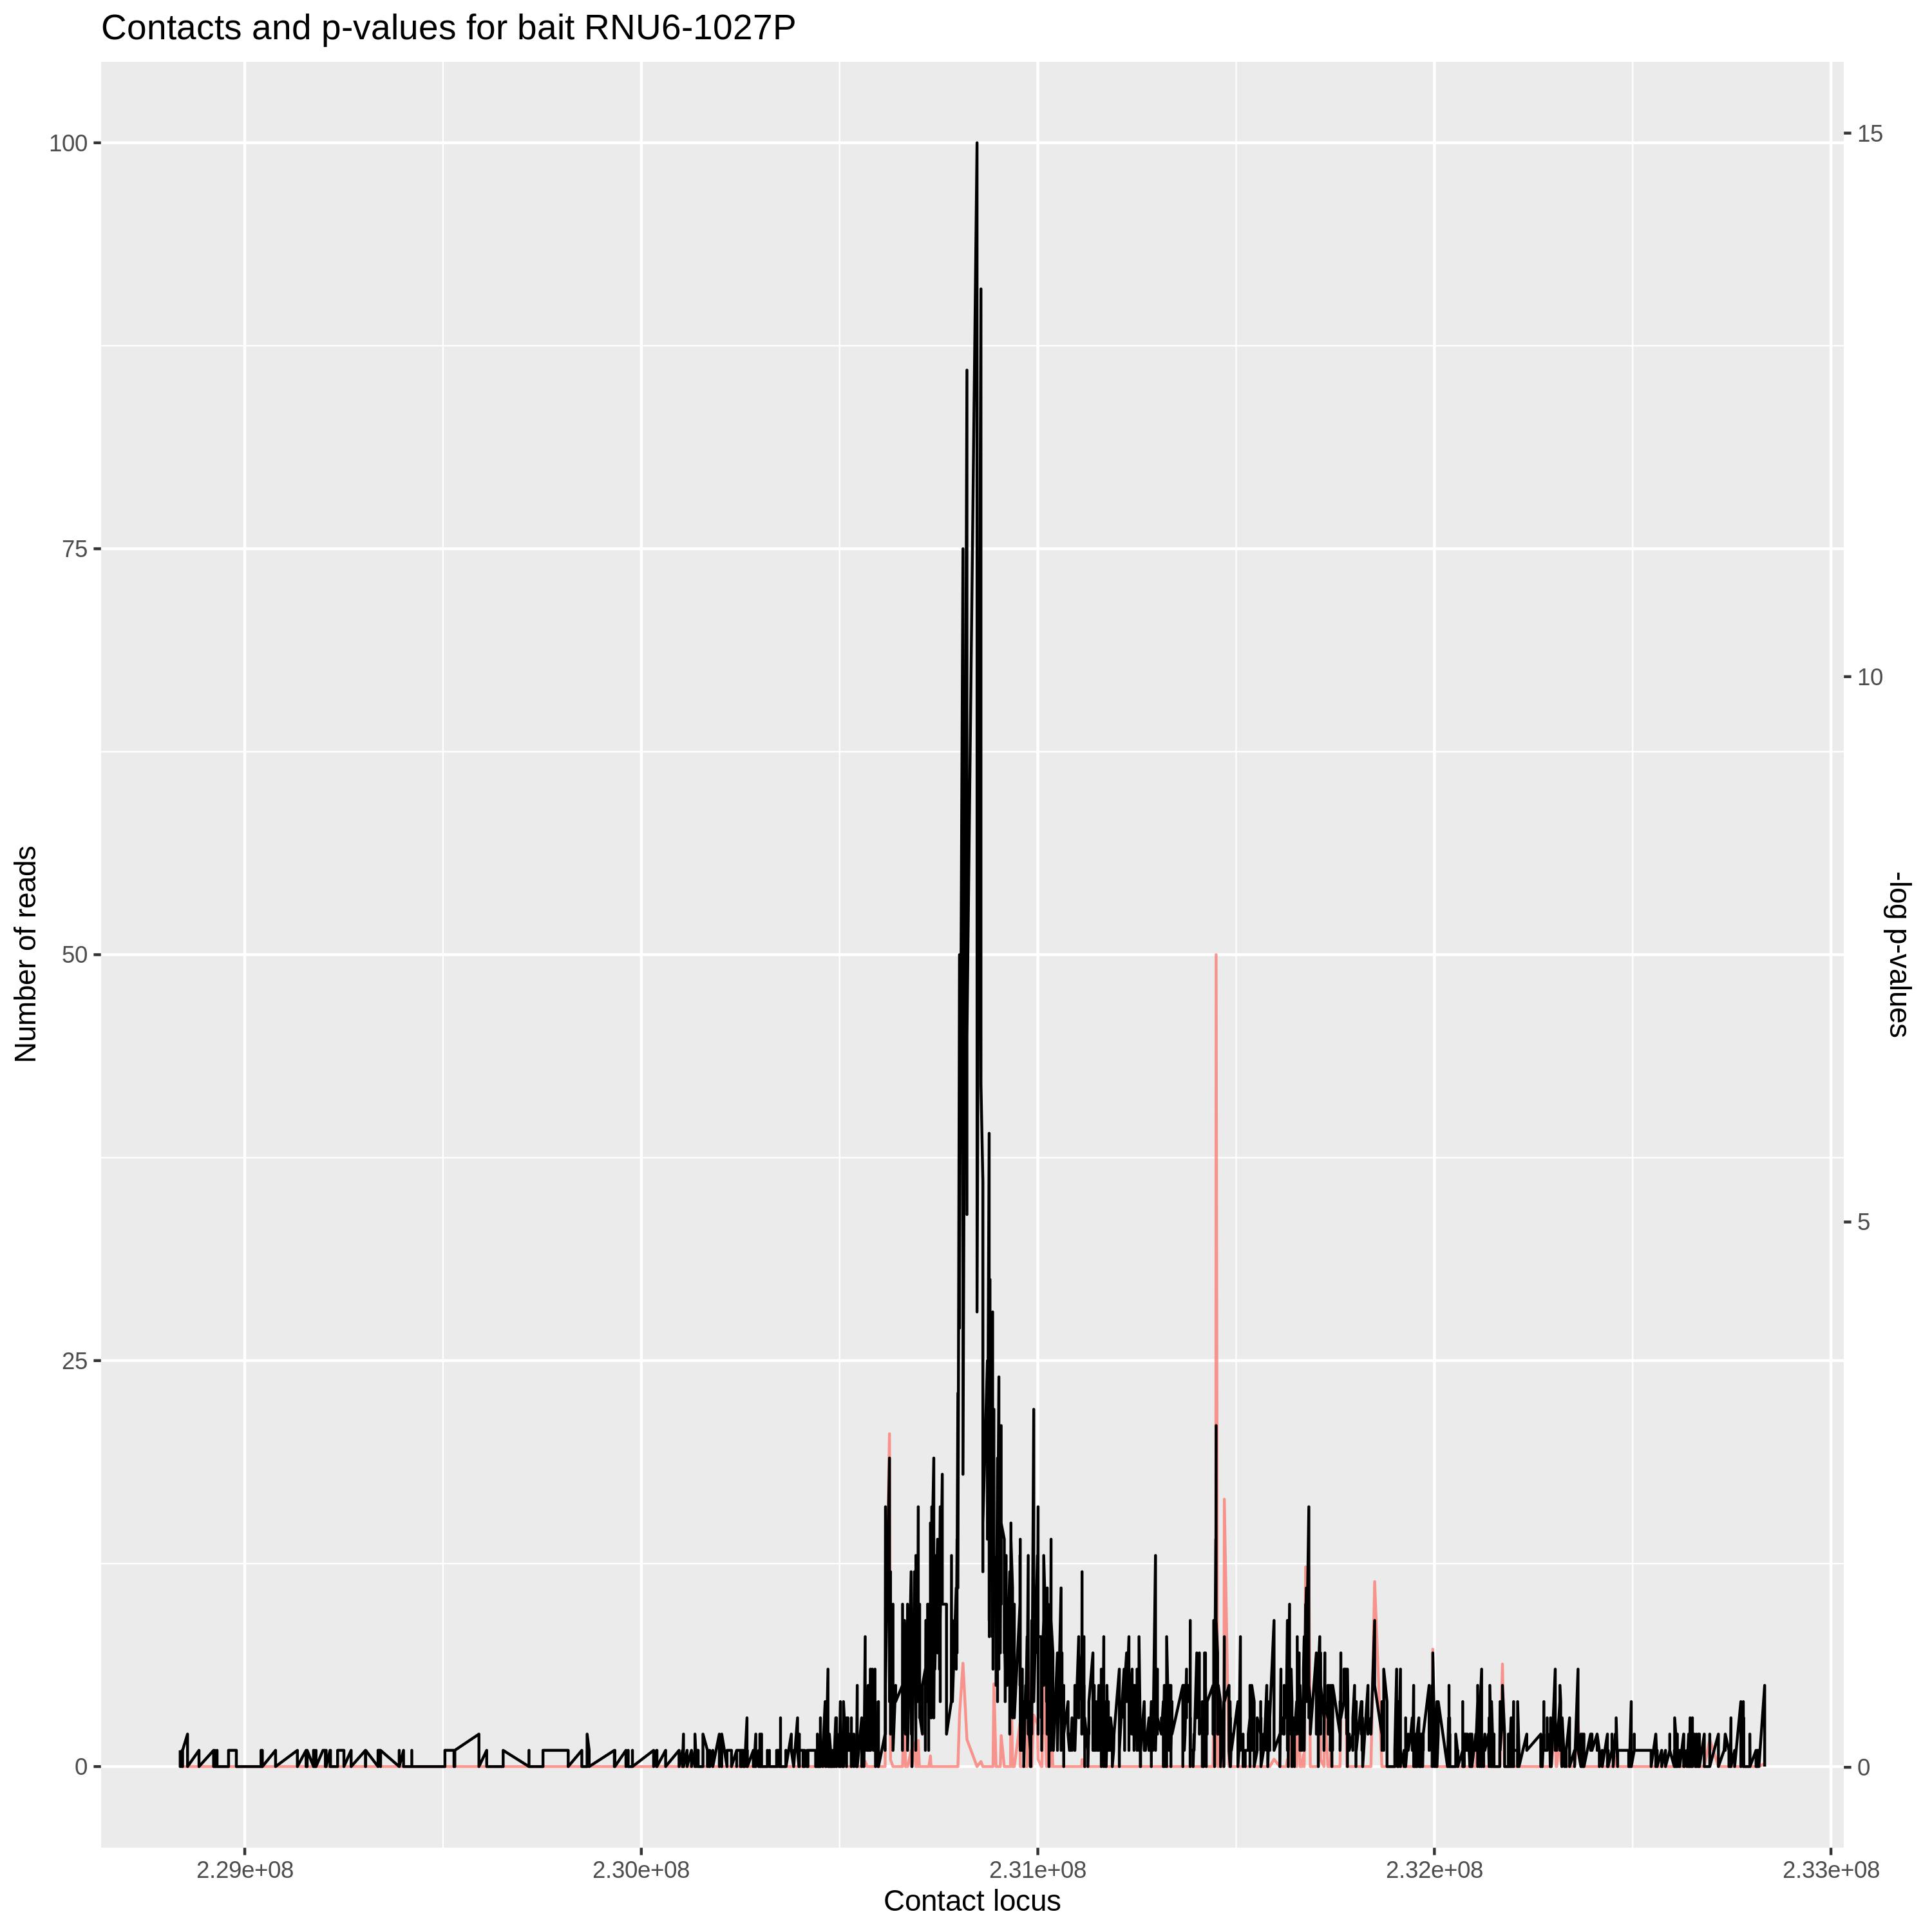 Contacts and p-values for bait RNU6-1027P
100
75
50
25
0
Number of reads
15
10
5
0
-log p-values
2.29e+08
2.30e+08
2.31e+08
2.32e+08
2.33e+08
Contact locus